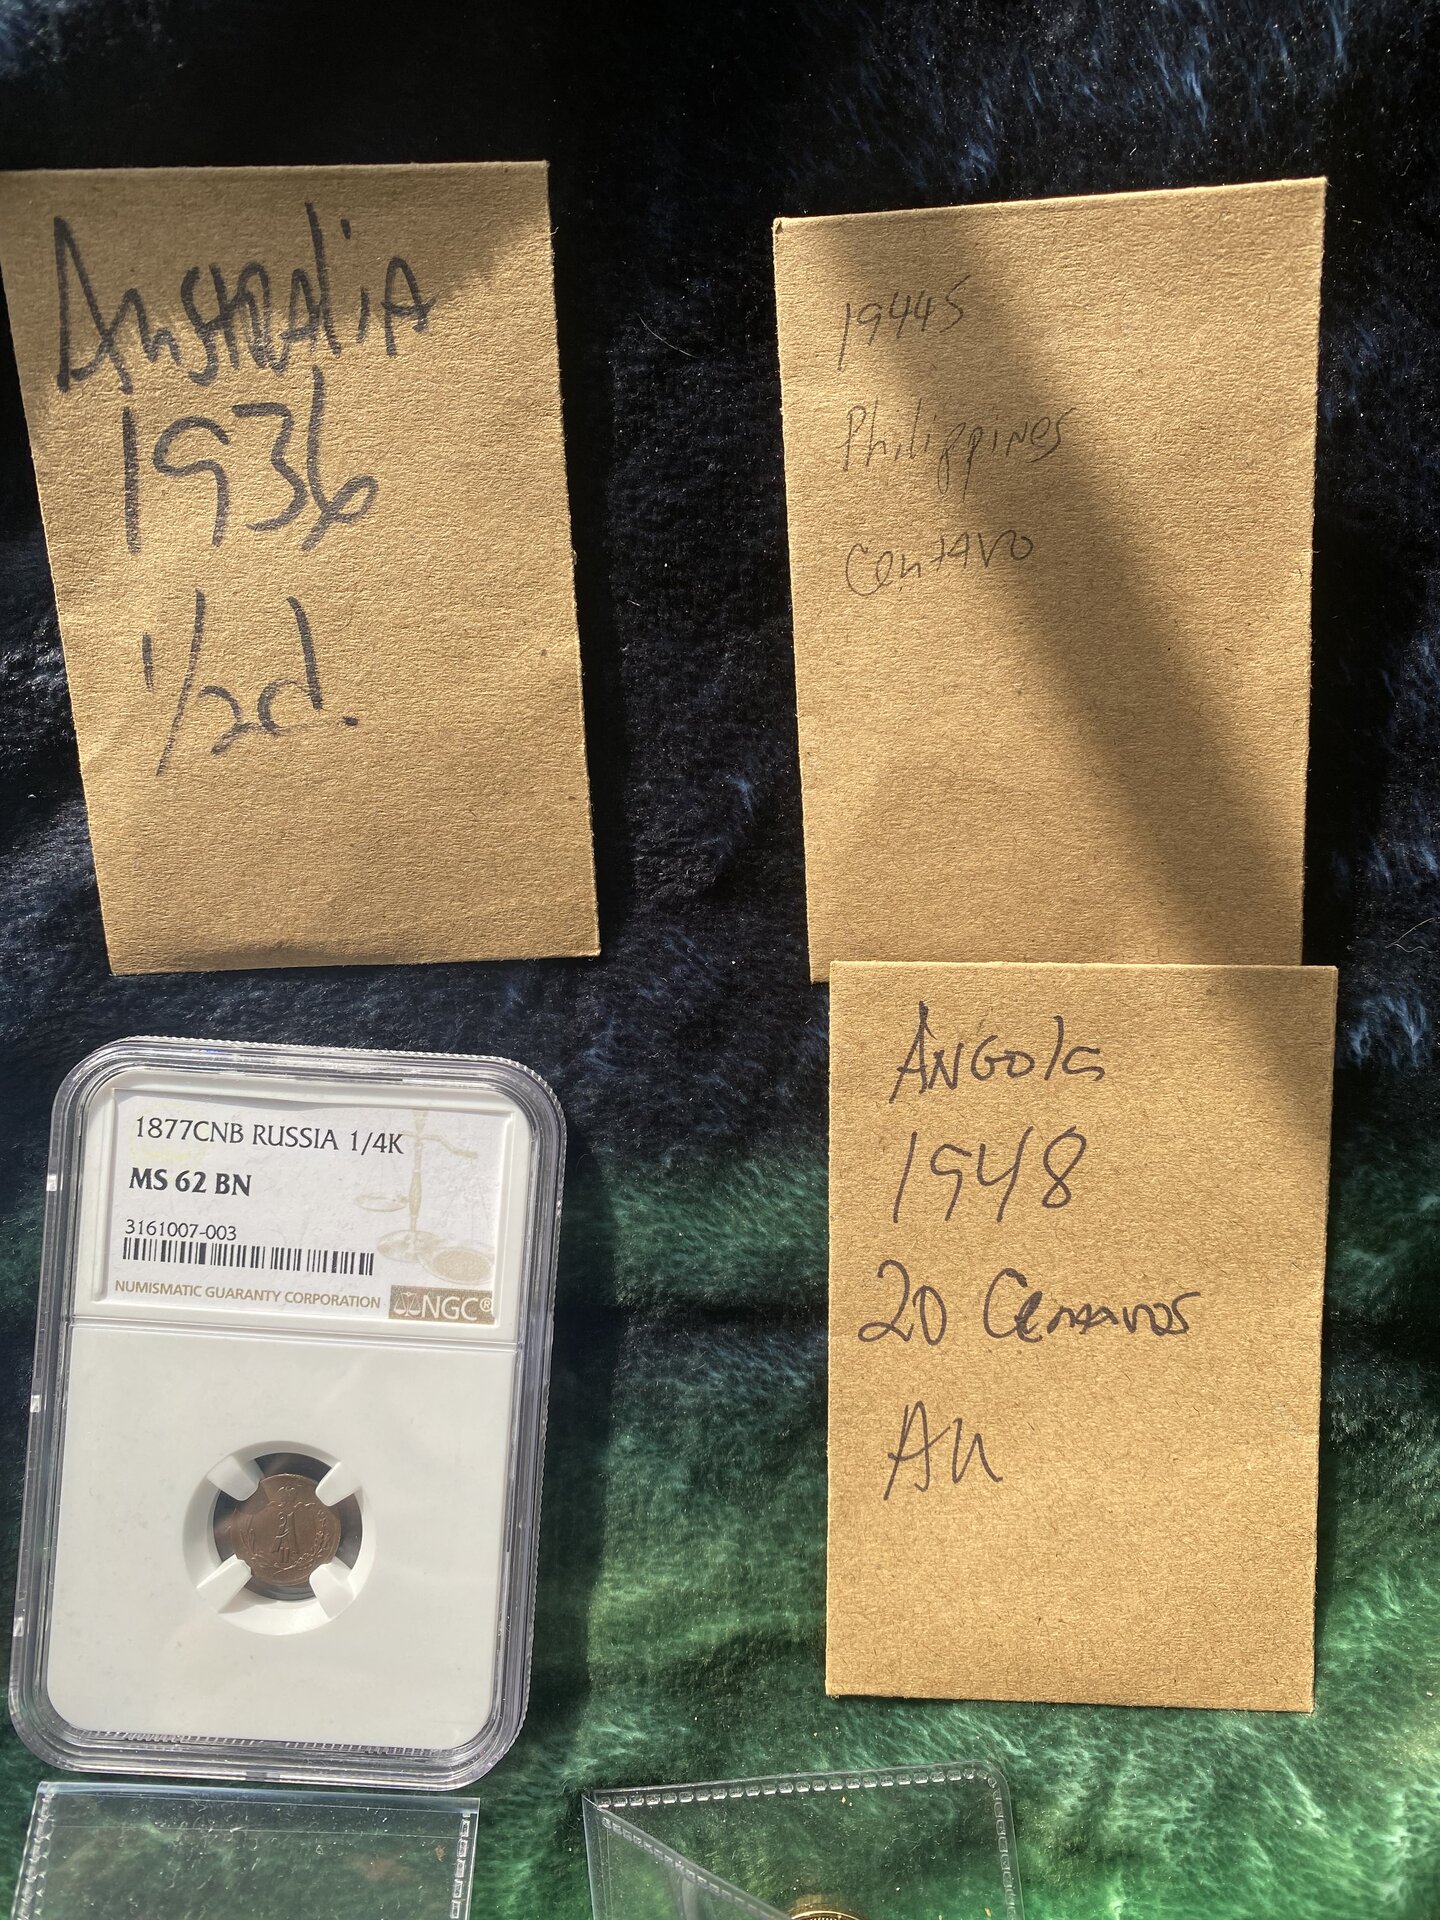 Australia
1936
1/2d.
1944S
Philippines
Centavo
1877CNB RUSSIA 1/4K
MS 62 BN
3161007-003
NUMISMATIC GUARANTY CORPORATION NGC®
Angola
1948
20 Centavos
AU